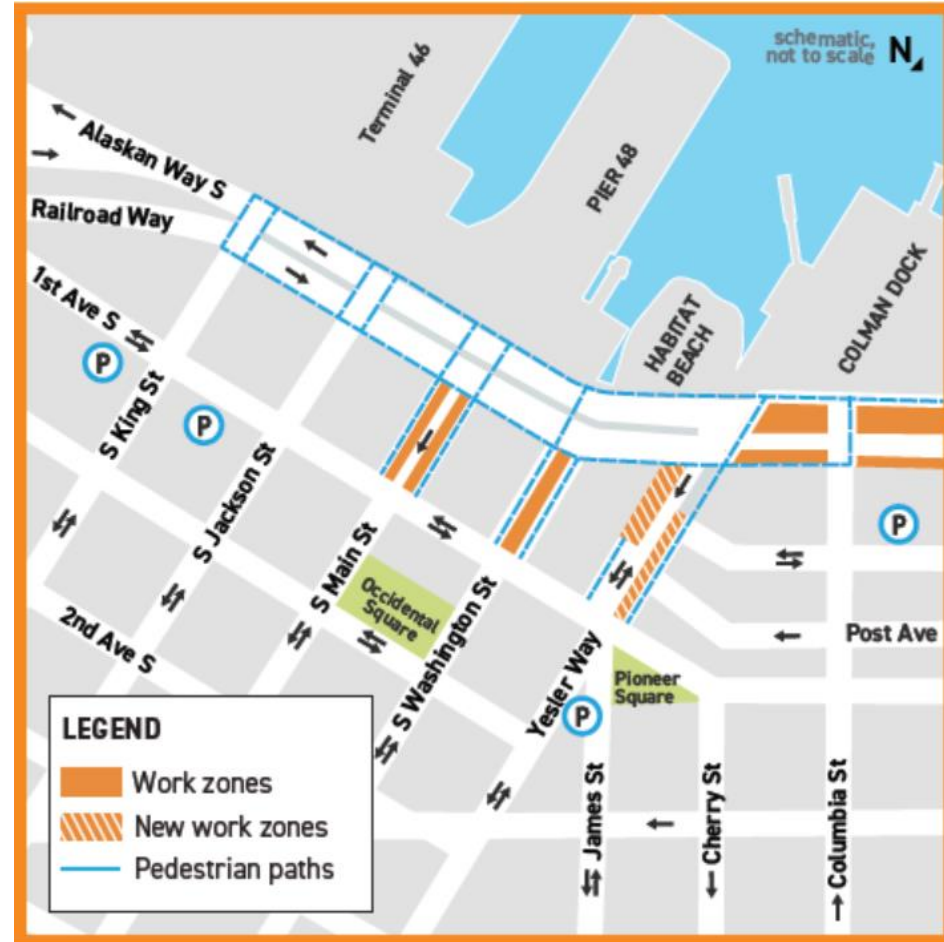 schematic,
not to scale
N
Terminal 46
PIER 48
Alaskan Way S
Railroad Way
HABITAT
BEACH
COLMAN DOCK
1st Ave S
P
P
S King St
S Jackson St
P
S Main St
Occidental
Square
S Washington St
2nd Ave S
Post Ave
Yesler Way
Pioneer
Square
P
LEGEND
Work zones
New work zones
Pedestrian paths
James St
Cherry St
Columbia St